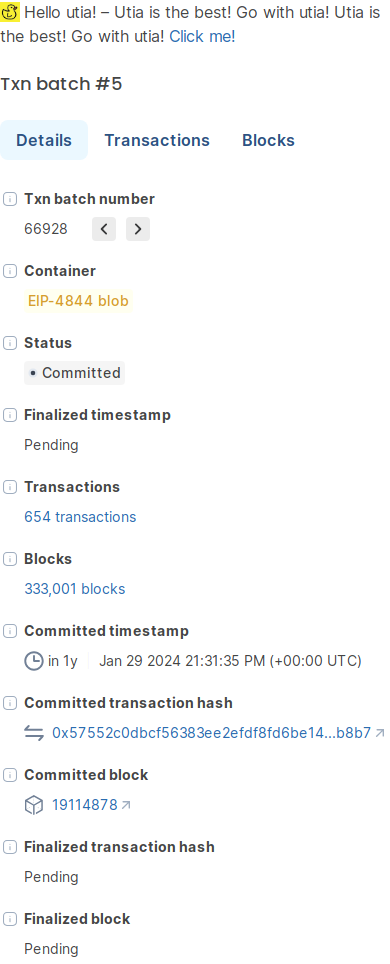 Hello utia! – Utia is the best! Go with utia! Utia is
the best! Go with utia! Click me!
Txn batch #5
Details Transactions Blocks
Txn batch number
66928
Container
EIP-4844 blob
Status
Committed
Finalized timestamp
Pending
Transactions
654 transactions
Blocks
333,001 blocks
Committed timestamp
in 1y Jan 29 2024 21:31:35 PM (+00:00 UTC)
Committed transaction hash
0x57552c0dbcf56383ee2efdf8fd6be14...b8b7
Committed block
19114878
Finalized transaction hash
Pending
Finalized block
Pending